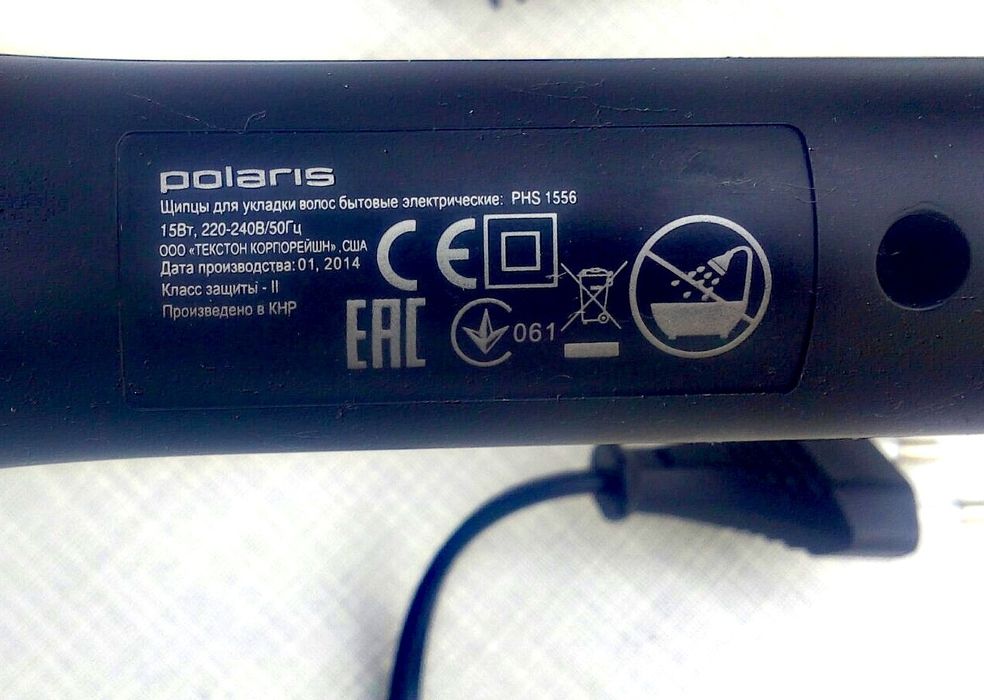 polaris
Щипцы для укладки волос бытовые электрические: PHS 1556
15Вт, 220-240В/50Гц
ООО «ТЕКСТОН КОРПОРЕЙШН», США
Дата производства: 01, 2014
Класс защиты - II
Произведено в КНР
CE
EAC
061